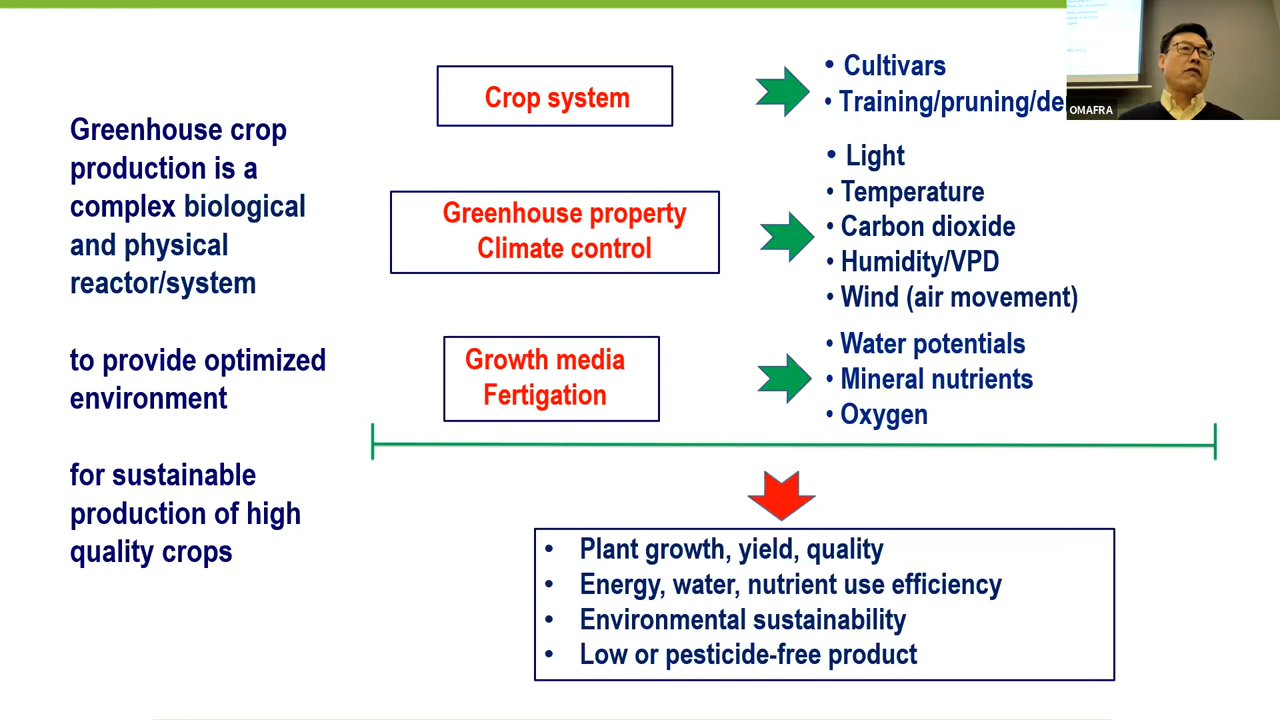 Greenhouse crop
production is a
complex biological
and physical
reactor/system
to provide optimized
environment
for sustainable
production of high
quality crops
Crop system
• Cultivars
• Training/pruning/de
Greenhouse property
Climate control
• Light
• Temperature
• Carbon dioxide
• Humidity/VPD
• Wind (air movement)
Growth media
Fertigation
• Water potentials
• Mineral nutrients
• Oxygen
• Plant growth, yield, quality
• Energy, water, nutrient use efficiency
• Environmental sustainability
• Low or pesticide-free product
OMAFRA